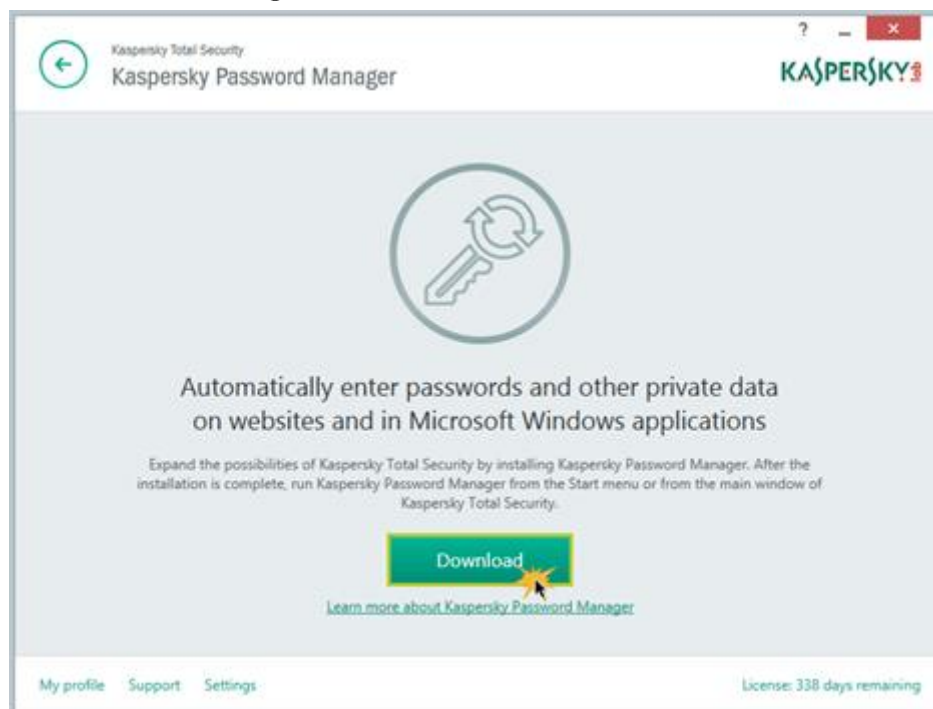 Kaspersky Total Security
Kaspersky Password Manager
? _ ×
KASPERSKY lab
Automatically enter passwords and other private data
on websites and in Microsoft Windows applications
Expand the possibilities of Kaspersky Total Security by installing Kaspersky Password Manager. After the
installation is complete, run Kaspersky Password Manager from the Start menu or from the main window of
Kaspersky Total Security.
Download
Learn more about Kaspersky Password Manager
My profile Support Settings
License: 338 days remaining